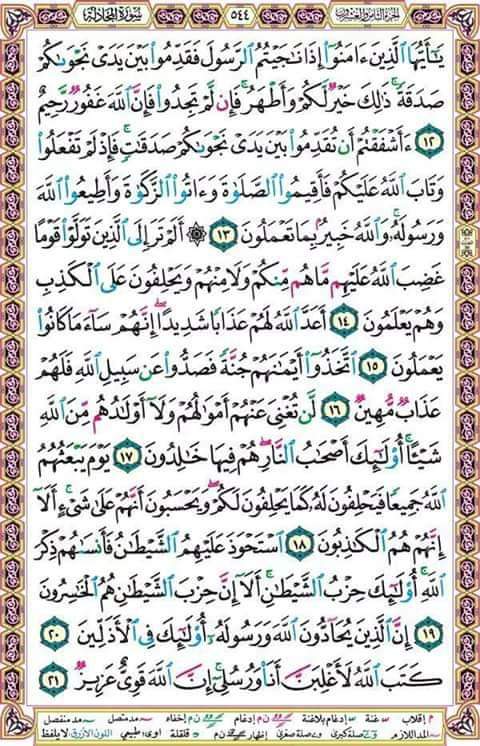 سورة المجادلة ٥٤٤ الجزء الثامن والعشرون
يَٰٓأَيُّهَا ٱلَّذِينَ ءَامَنُوٓا۟ إِذَا نَٰجَيْتُمُ ٱلرَّسُولَ فَقَدِّمُوا۟ بَيْنَ يَدَىْ نَجْوَىٰكُمْ
صَدَقَةً ۚ ذَٰلِكَ خَيْرٌ لَّكُمْ وَأَطْهَرُ ۚ فَإِن لَّمْ تَجِدُوا۟ فَإِنَّ ٱللَّهَ غَفُورٌ رَّحِيمٌ
١٢ ءَأَشْفَقْتُمْ أَن تُقَدِّمُوا۟ بَيْنَ يَدَىْ نَجْوَىٰكُمْ صَدَقَٰتٍ ۚ فَإِذْ لَمْ تَفْعَلُوا۟
وَتَابَ ٱللَّهُ عَلَيْكُمْ فَأَقِيمُوا۟ ٱلصَّلَوٰةَ وَءَاتُوا۟ ٱلزَّكَوٰةَ وَأَطِيعُوا۟ ٱللَّهَ
وَرَسُولَهُۥ ۚ وَٱللَّهُ خَبِيرٌۢ بِمَا تَعْمَلُونَ ١٣ ۞ أَلَمْ تَرَ إِلَى ٱلَّذِينَ تَوَلَّوْا۟ قَوْمًا
غَضِبَ ٱللَّهُ عَلَيْهِم مَّا هُم مِّنكُمْ وَلَا مِنْهُمْ وَيَحْلِفُونَ عَلَى ٱلْكَذِبِ
وَهُمْ يَعْلَمُونَ ١٤ أَعَدَّ ٱللَّهُ لَهُمْ عَذَابًا شَدِيدًا ۖ إِنَّهُمْ سَآءَ مَا كَانُوا۟
يَعْمَلُونَ ١٥ ٱتَّخَذُوٓا۟ أَيْمَٰنَهُمْ جُنَّةً فَصَدُّوا۟ عَن سَبِيلِ ٱللَّهِ فَلَهُمْ
عَذَابٌ مُّهِينٌ ١٦ لَّن تُغْنِىَ عَنْهُمْ أَمْوَٰلُهُمْ وَلَآ أَوْلَٰدُهُم مِّنَ ٱللَّهِ
شَيْـًٔا ۚ أُو۟لَٰٓئِكَ أَصْحَٰبُ ٱلنَّارِ ۖ هُمْ فِيهَا خَٰلِدُونَ ١٧ يَوْمَ يَبْعَثُهُمُ
ٱللَّهُ جَمِيعًا فَيَحْلِفُونَ لَهُۥ كَمَا يَحْلِفُونَ لَكُمْ ۖ وَيَحْسَبُونَ أَنَّهُمْ عَلَىٰ شَىْءٍ ۚ أَلَآ
إِنَّهُمْ هُمُ ٱلْكَٰذِبُونَ ١٨ ٱسْتَحْوَذَ عَلَيْهِمُ ٱلشَّيْطَٰنُ فَأَنسَىٰهُمْ ذِكْرَ
ٱللَّهِ ۚ أُو۟لَٰٓئِكَ حِزْبُ ٱلشَّيْطَٰنِ ۚ أَلَآ إِنَّ حِزْبَ ٱلشَّيْطَٰنِ هُمُ ٱلْخَٰسِرُونَ
١٩ إِنَّ ٱلَّذِينَ يُحَآدُّونَ ٱللَّهَ وَرَسُولَهُۥٓ أُو۟لَٰٓئِكَ فِى ٱلْأَذَلِّينَ ٢٠
كَتَبَ ٱللَّهُ لَأَغْلِبَنَّ أَنَا۠ وَرُسُلِىٓ ۚ إِنَّ ٱللَّهَ قَوِىٌّ عَزِيزٌ ٢١
م إقلاب غنة إدغام بلاغنة ن م إدغام ن م إخفاء مد متصل مد منفصل
المد اللازم صلة كبرى صلة صغرى إظهار قلقلة اوى: طبيعي اللون الأزرق لا يلفظ